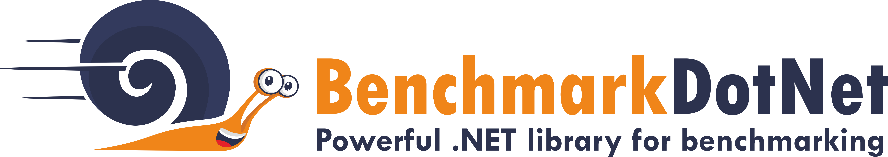 BenchmarkDotNet
Powerful .NET library for benchmarking